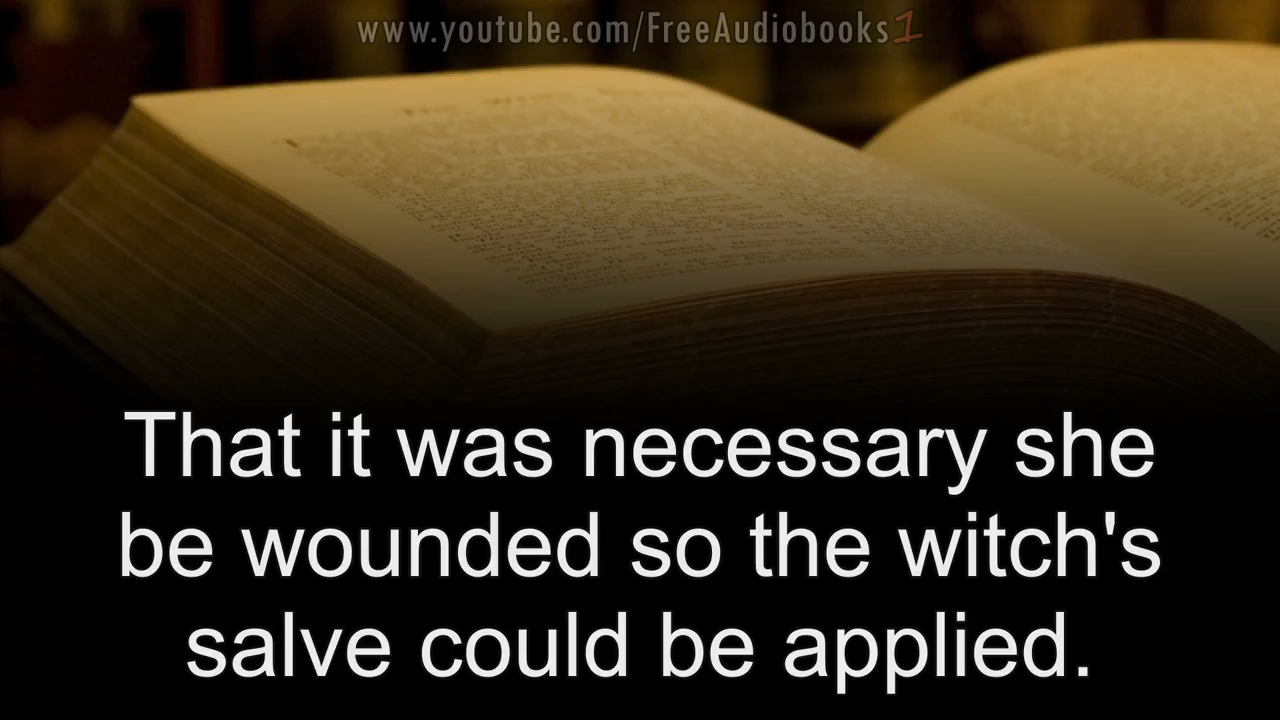 www.youtube.com/FreeAudiobooks1
That it was necessary she
be wounded so the witch's
salve could be applied.